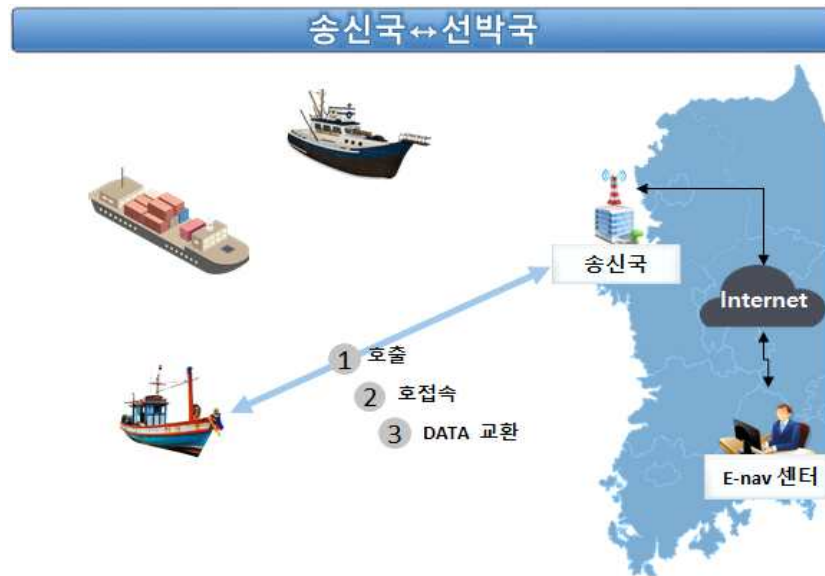 송신국↔선박국
송신국
Internet
1 호출
2 호접속
3 DATA 교환
E-nav 센터